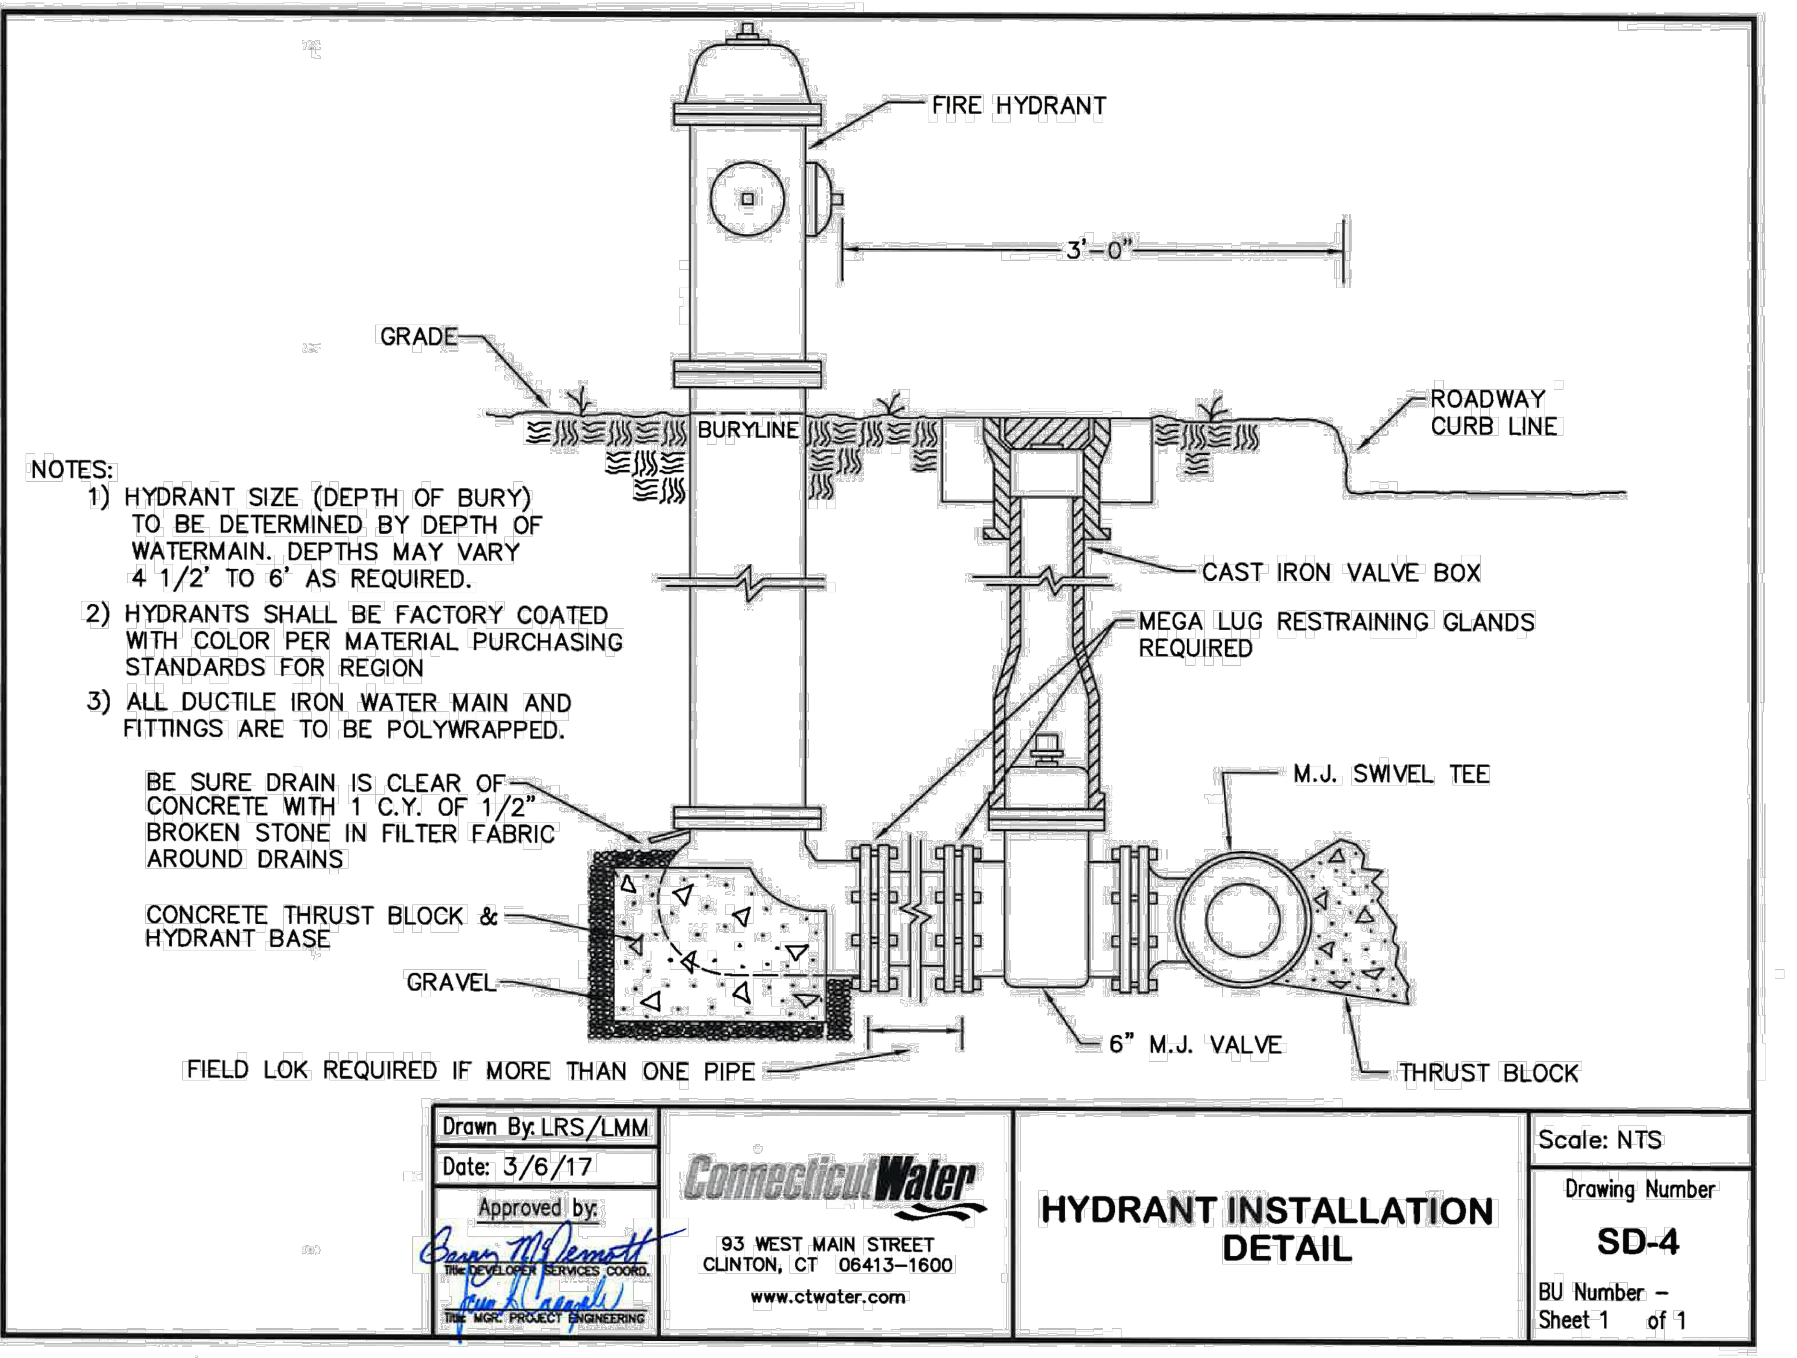 FIRE HYDRANT
3'-0"
GRADE
ROADWAY
CURB LINE
BURYLINE
NOTES:
1) HYDRANT SIZE (DEPTH OF BURY)
TO BE DETERMINED BY DEPTH OF
WATERMAIN. DEPTHS MAY VARY
4 1/2' TO 6' AS REQUIRED.
2) HYDRANTS SHALL BE FACTORY COATED
WITH COLOR PER MATERIAL PURCHASING
STANDARDS FOR REGION
3) ALL DUCTILE IRON WATER MAIN AND
FITTINGS ARE TO BE POLYWRAPPED.
CAST IRON VALVE BOX
MEGA LUG RESTRAINING GLANDS
REQUIRED
M.J. SWIVEL TEE
BE SURE DRAIN IS CLEAR OF
CONCRETE WITH 1 C.Y. OF 1/2"
BROKEN STONE IN FILTER FABRIC
AROUND DRAINS
CONCRETE THRUST BLOCK &
HYDRANT BASE
GRAVEL
6" M.J. VALVE
FIELD LOK REQUIRED IF MORE THAN ONE PIPE
THRUST BLOCK
Drawn By: LRS/LMM
Date: 3/6/17
Approved by:
Barry McDermott
Title: DEVELOPER SERVICES COORD.
Title: MGR. PROJECT ENGINEERING
ConnecticutWater
93 WEST MAIN STREET
CLINTON, CT 06413-1600
www.ctwater.com
HYDRANT INSTALLATION
DETAIL
Scale: NTS
Drawing Number
SD-4
BU Number -
Sheet 1 of 1